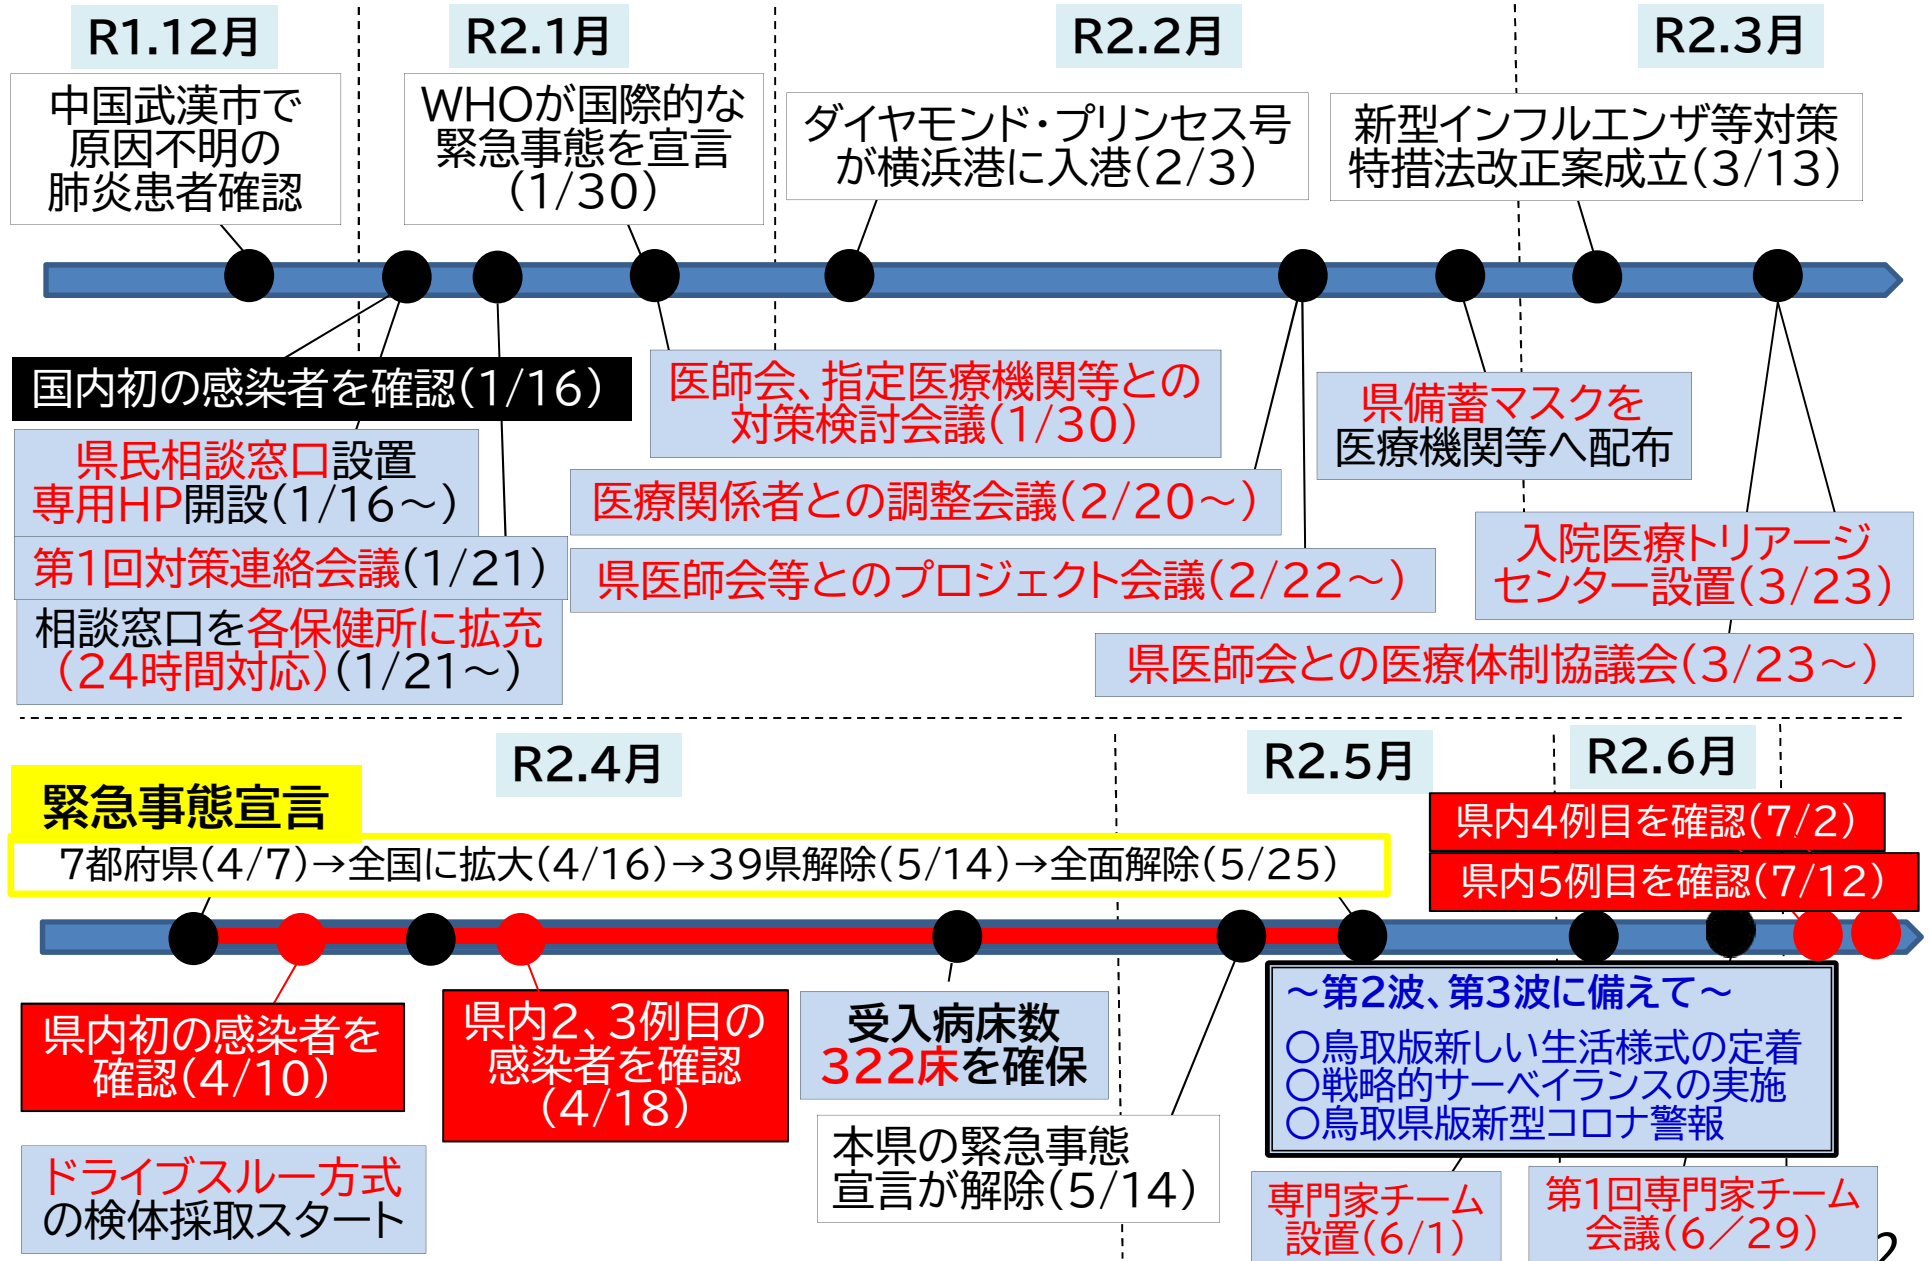 R1.12月
R2.1月
R2.2月
R2.3月
中国武漢市で
原因不明の
肺炎患者確認
WHOが国際的な
緊急事態を宣言
(1/30)
ダイヤモンド・プリンセス号
が横浜港に入港(2/3)
新型インフルエンザ等対策
特措法改正案成立(3/13)
国内初の感染者を確認(1/16)
県民相談窓口設置
専用HP開設(1/16～)
第1回対策連絡会議(1/21)
相談窓口を各保健所に拡充
(24時間対応)(1/21～)
医師会、指定医療機関等との
対策検討会議(1/30)
医療関係者との調整会議(2/20～)
県医師会等とのプロジェクト会議(2/22～)
県備蓄マスクを
医療機関等へ配布
入院医療トリアージ
センター設置(3/23)
県医師会との医療体制協議会(3/23～)
R2.4月
R2.5月
R2.6月
緊急事態宣言
7都府県(4/7)→全国に拡大(4/16)→39県解除(5/14)→全面解除(5/25)
県内4例目を確認(7/2)
県内5例目を確認(7/12)
県内初の感染者を
確認(4/10)
県内2、3例目の
感染者を確認
(4/18)
受入病床数
322床を確保
～第2波、第3波に備えて～
○鳥取版新しい生活様式の定着
○戦略的サーベイランスの実施
○鳥取県版新型コロナ警報
本県の緊急事態
宣言が解除(5/14)
ドライブスルー方式
の検体採取スタート
専門家チーム
設置(6/1)
第1回専門家チーム
会議(6／29)
2